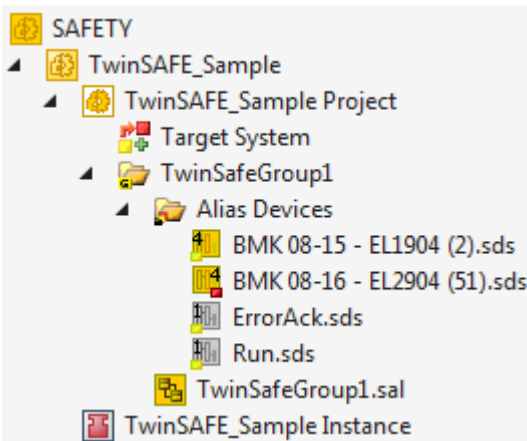 SAFETY
TwinSAFE_Sample
TwinSAFE_Sample Project
Target System
TwinSafeGroup1
Alias Devices
BMK 08-15 - EL1904 (2).sds
BMK 08-16 - EL2904 (51).sds
ErrorAck.sds
Run.sds
TwinSafeGroup1.sal
TwinSAFE_Sample Instance